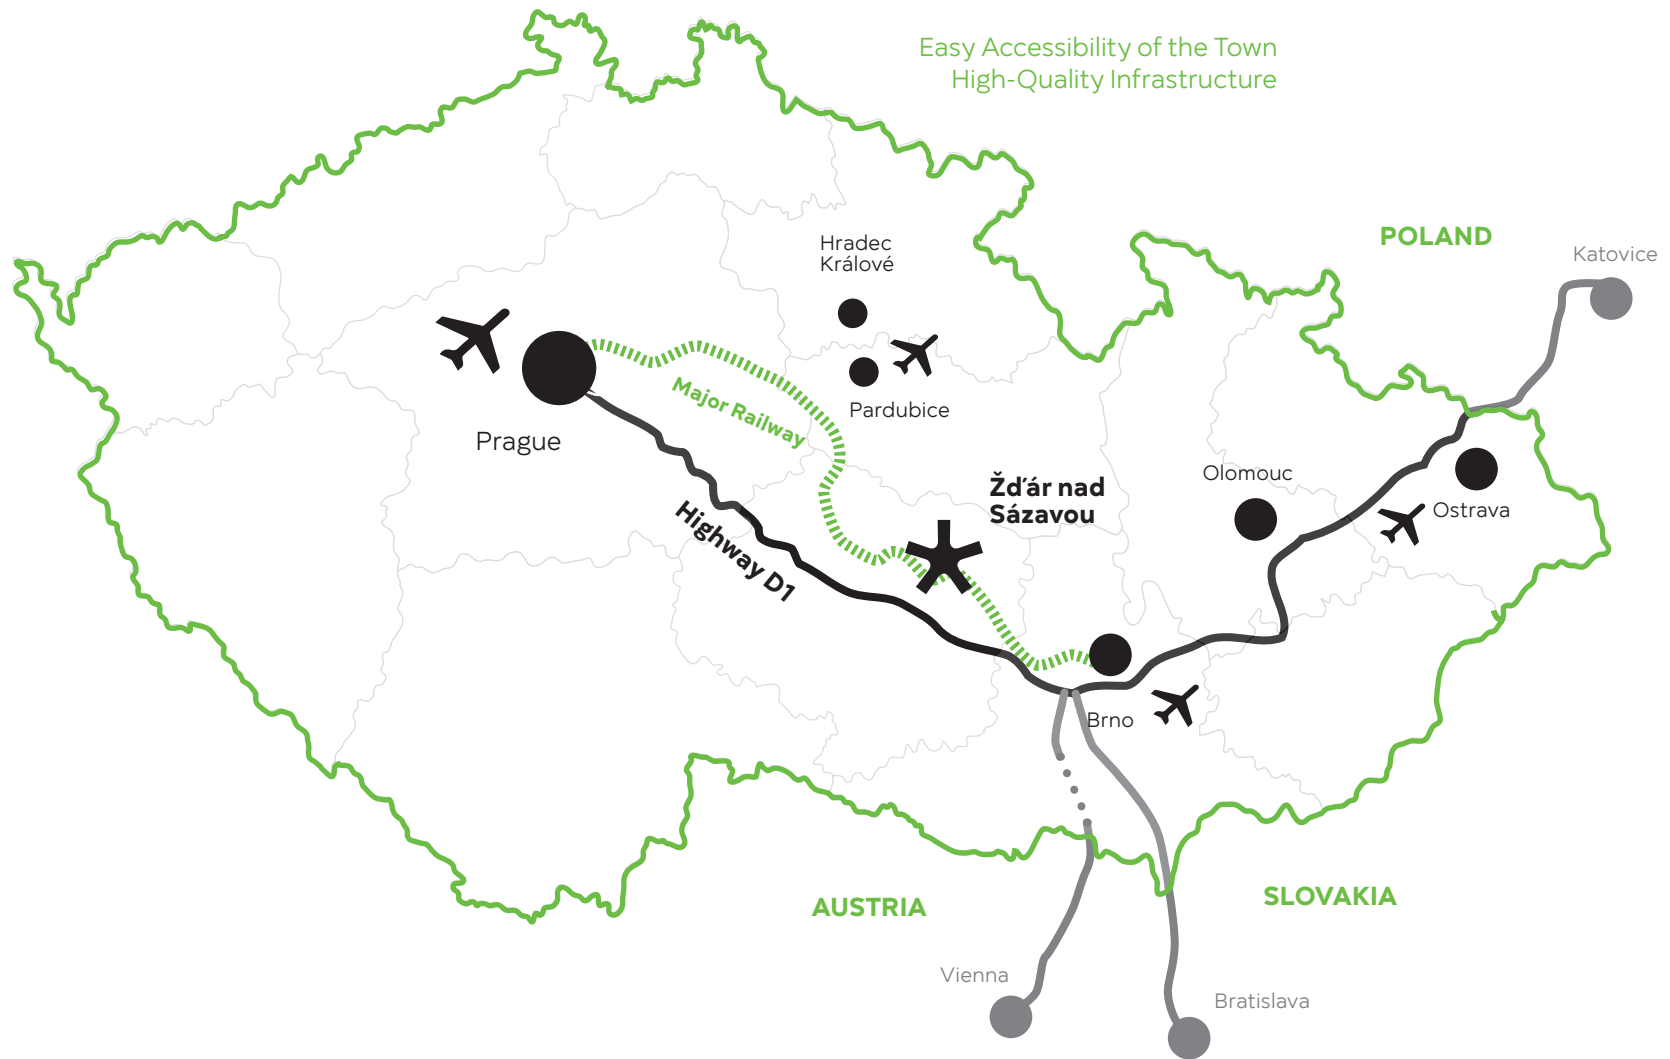 Easy Accessibility of the Town
High-Quality Infrastructure
POLAND
Katovice
Hradec
Králové
Major Railway
Pardubice
Prague
Žďár nad
Sázavou
Olomouc
Ostrava
Highway D1
Brno
AUSTRIA
SLOVAKIA
Vienna
Bratislava